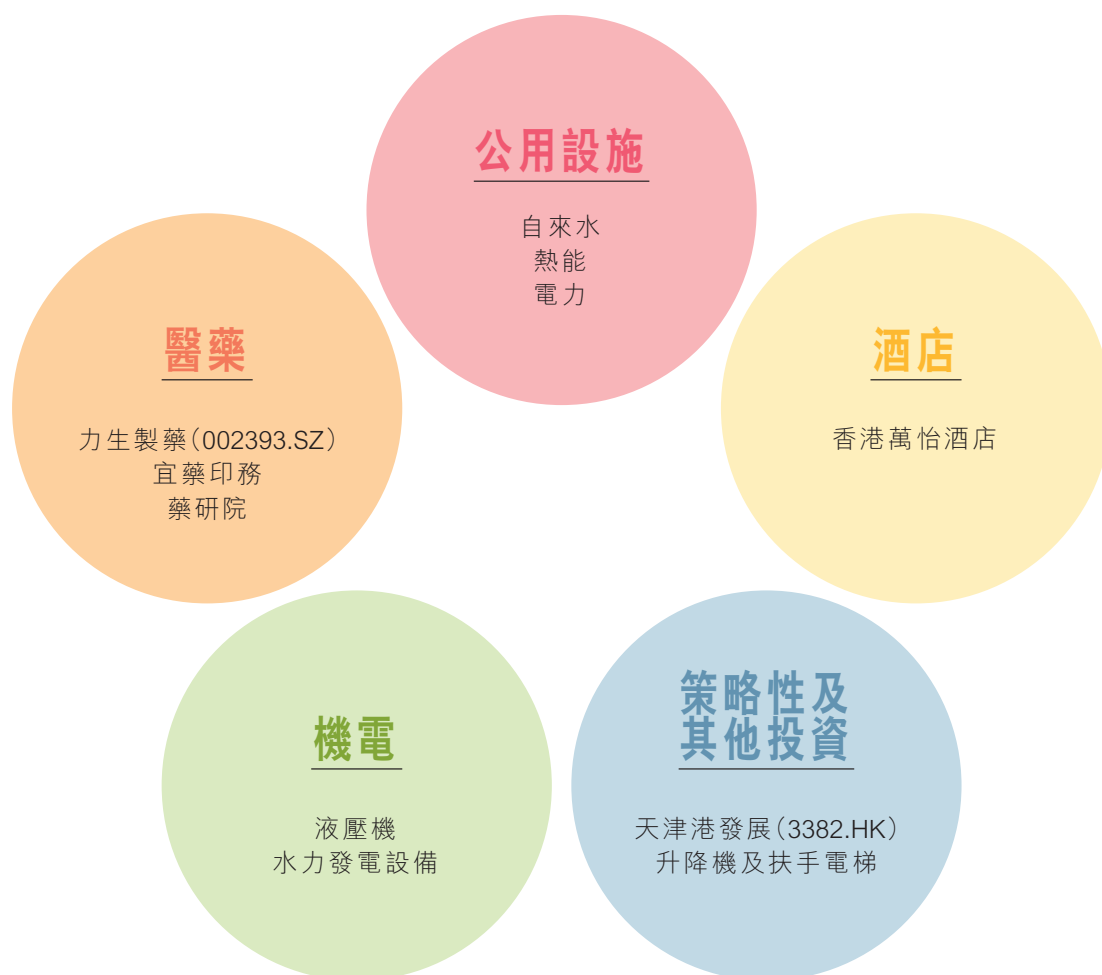 公用設施
自來水
熱能
電力
醫藥
力生製藥(002393.SZ)
宜藥印務
藥研院
酒店
香港萬怡酒店
機電
液壓機
水力發電設備
策略性及
其他投資
天津港發展(3382.HK)
升降機及扶手電梯